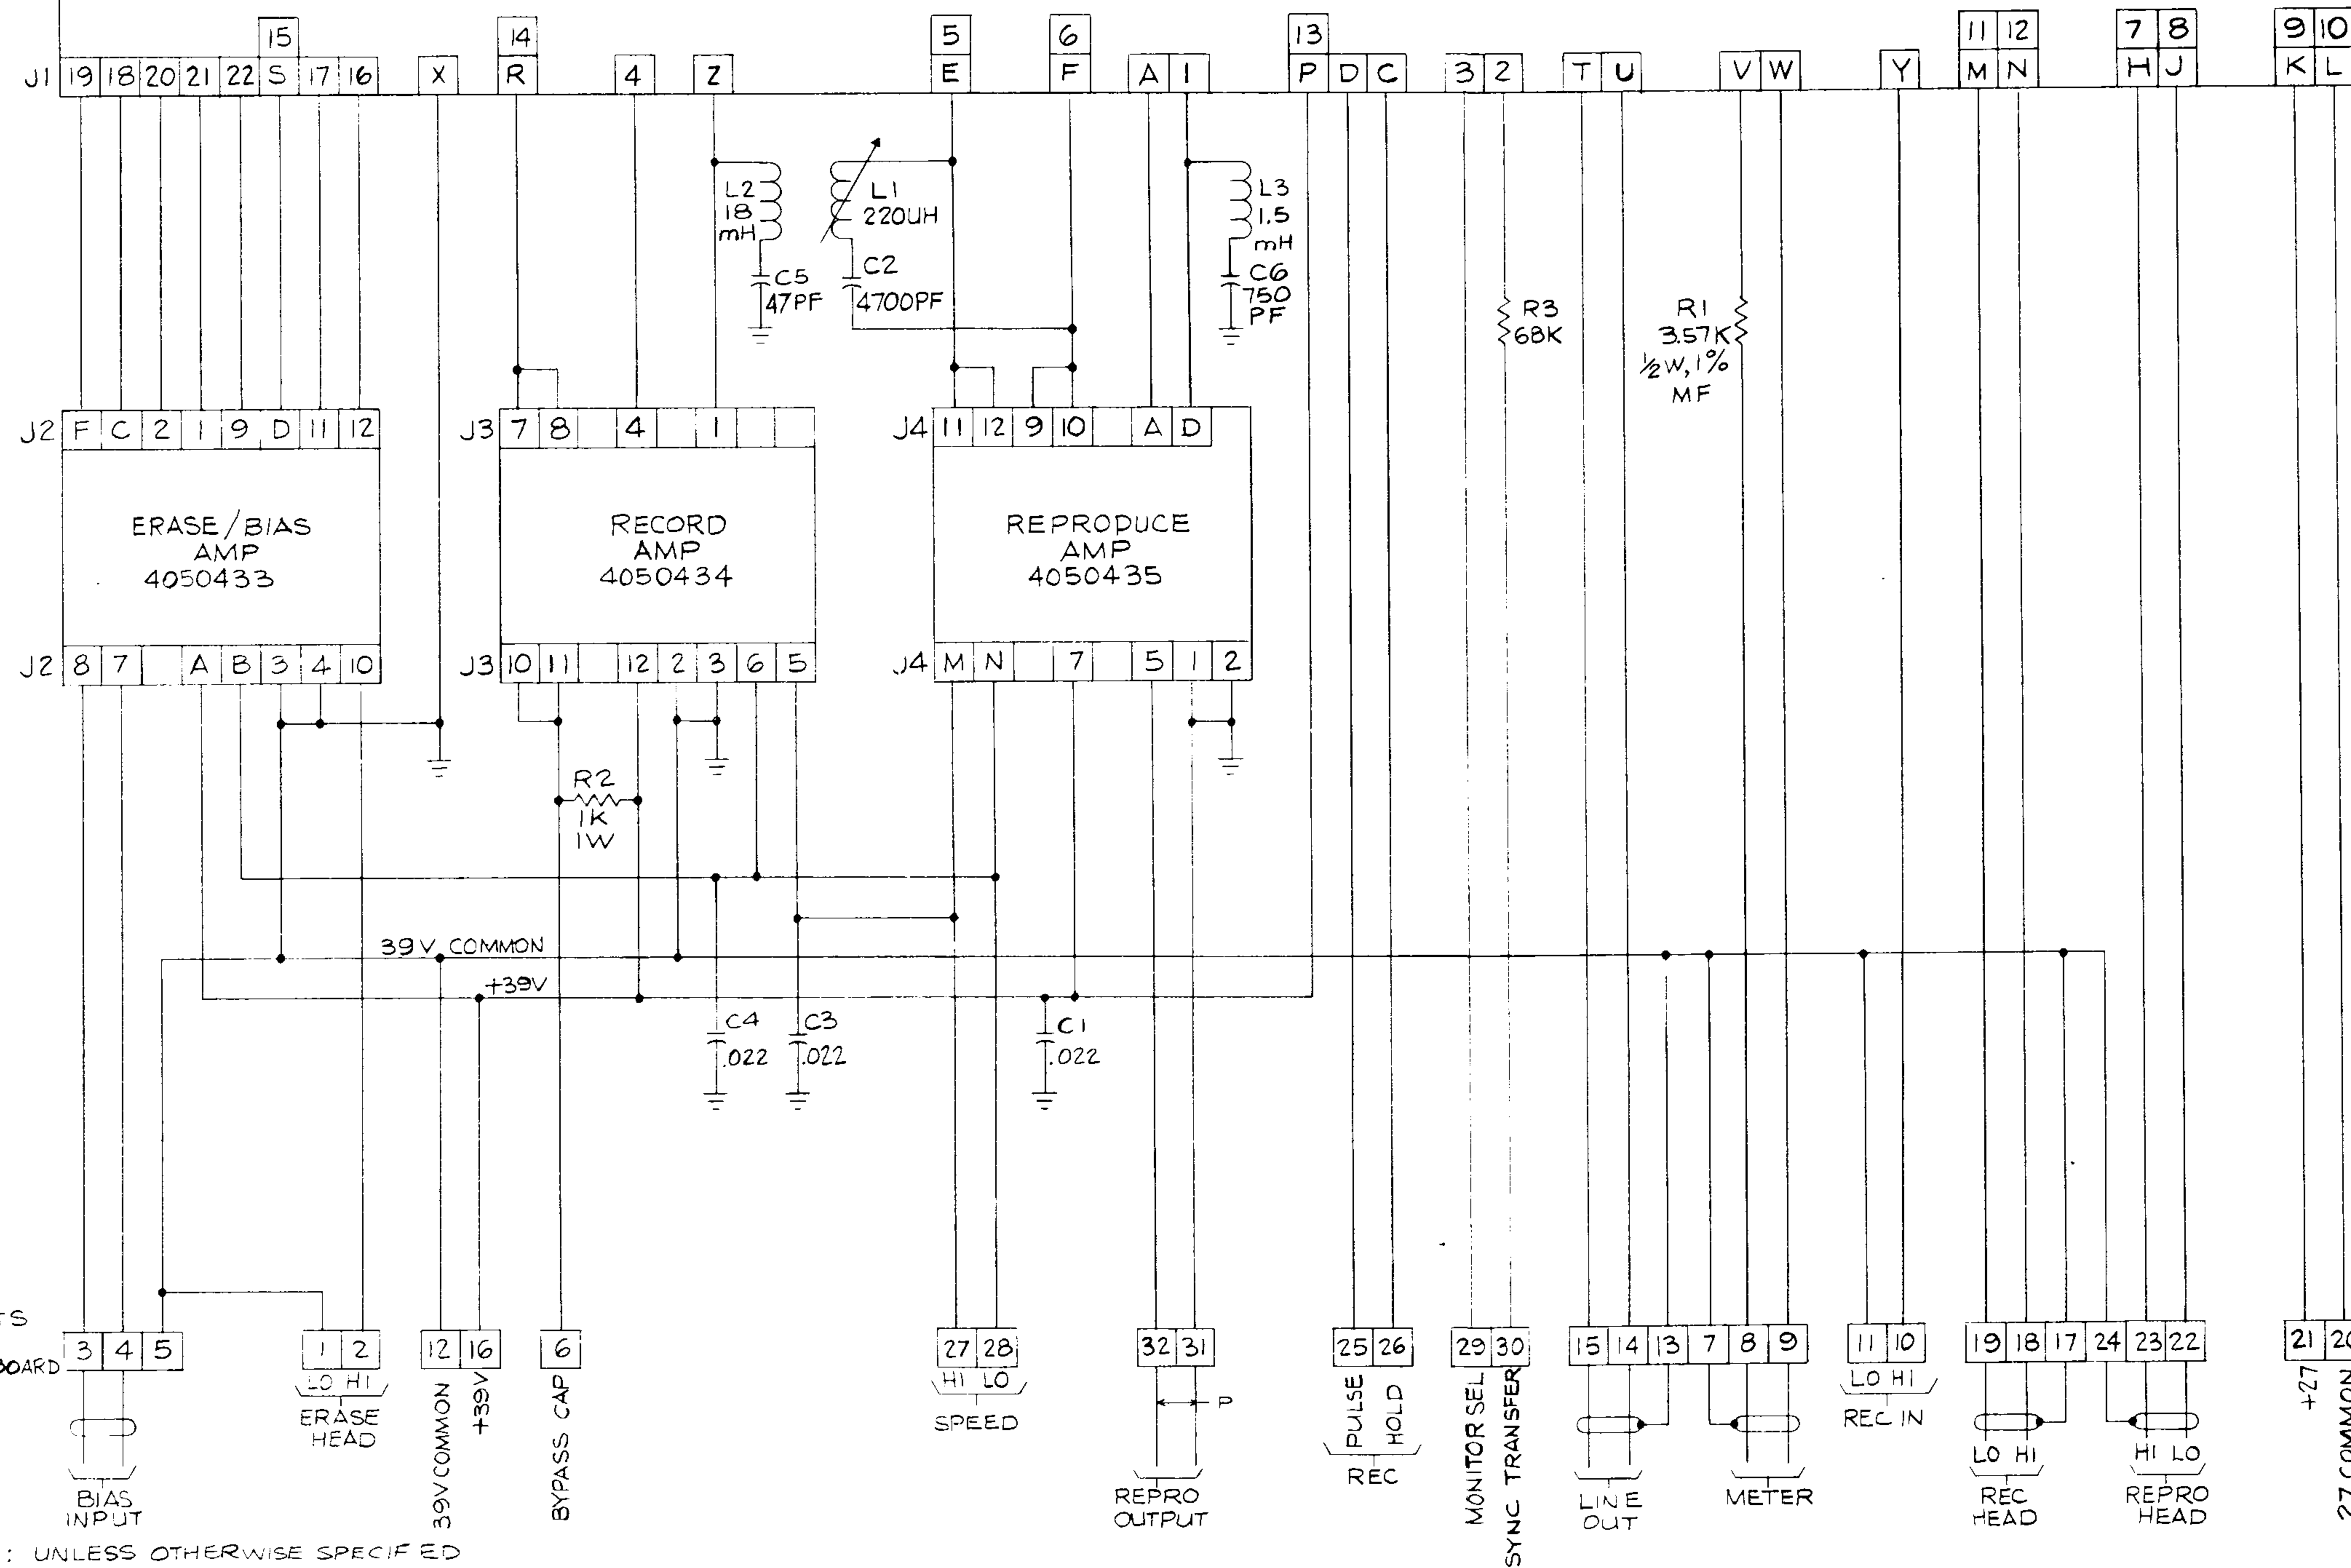 15 14 5 6 13 11 12 7 8 9 10
J1 19 18 20 21 22 S 17 16 X R 4 Z E F A 1 P D C 3 2 T U V W Y M N H J K L
L2
18
mH
L1
220UH
L3
1.5
mH
C5
47PF
C2
4700PF
C6
750
PF
R3
68K
R1
3.57K
1/2W, 1%
MF
J2 F C 2 1 9 D 11 12
J3 7 8 4 1
J4 11 12 9 10 A D
ERASE/BIAS
AMP
4050433
RECORD
AMP
4050434
REPRODUCE
AMP
4050435
J2 8 7 A B 3 4 10
J3 10 11 12 2 3 6 5
J4 M N 7 5 1 2
R2
1K
1W
39V COMMON
+39V
C4
.022
C3
.022
C1
.022
3 4 5 1 2 12 16 6 27 28 32 31 25 26 29 30 15 14 13 7 8 9 11 10 19 18 17 24 23 22 21
BIAS
INPUT
LO HI
ERASE
HEAD
39V COMMON
+39V
BYPASS CAP
HI LO
SPEED
P
REPRO
OUTPUT
PULSE
HOLD
REC
MONITOR SEL
SYNC TRANSFER
LINE
OUT
METER
LO HI
REC IN
LO HI
REC
HEAD
HI LO
REPRO
HEAD
+27
27 COMMON
: UNLESS OTHERWISE SPECIF ED